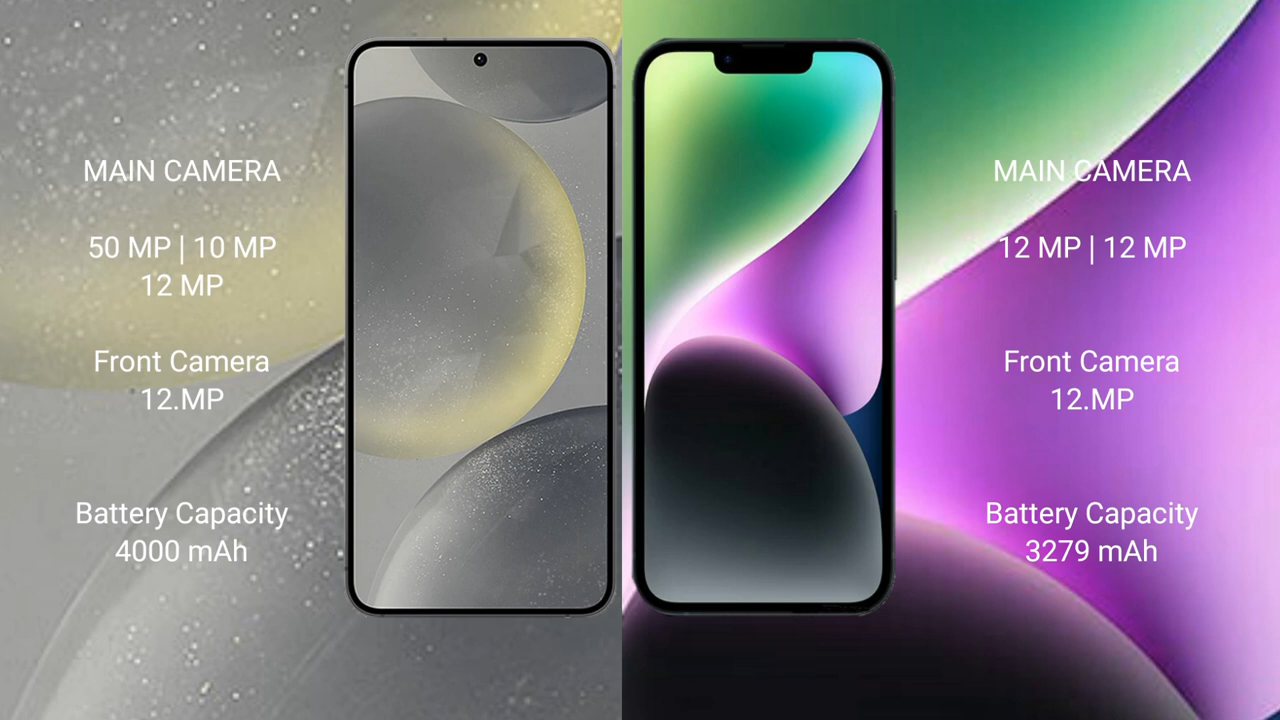 MAIN CAMERA
50 MP | 10 MP
12 MP
Front Camera
12.MP
Battery Capacity
4000 mAh
MAIN CAMERA
12 MP | 12 MP
Front Camera
12.MP
Battery Capacity
3279 mAh